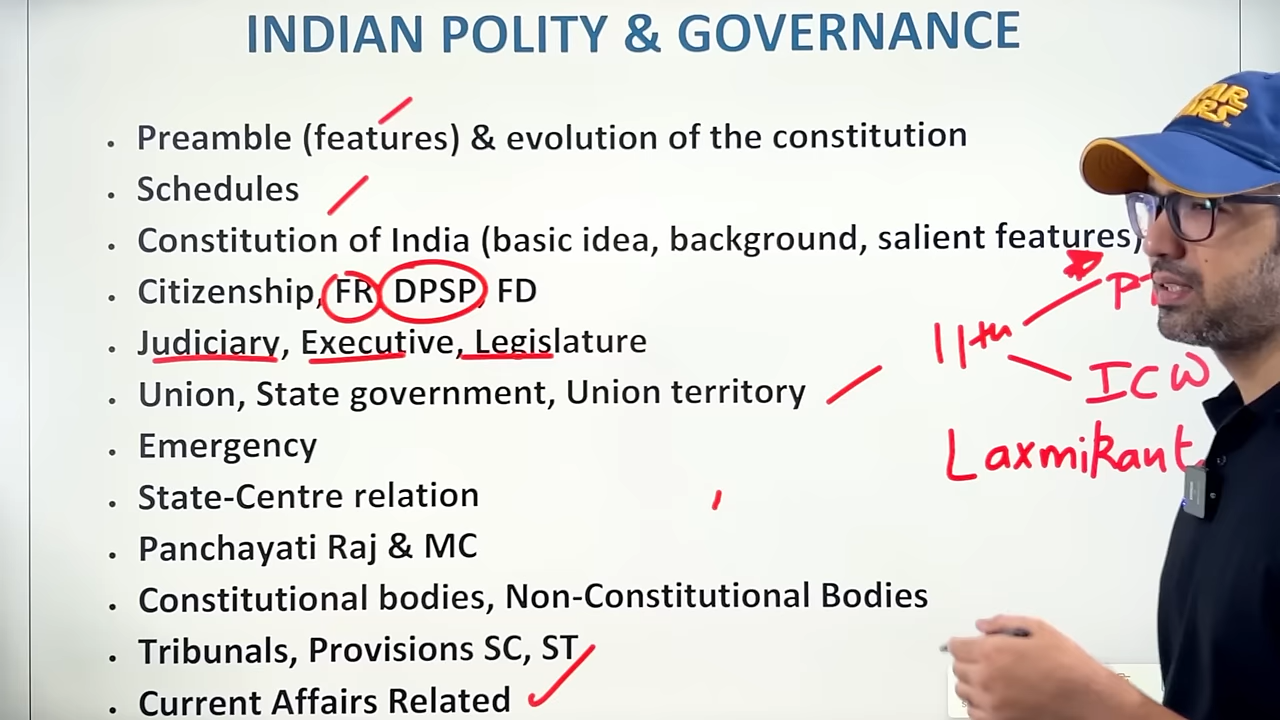 INDIAN POLITY & GOVERNANCE
• Preamble (features) & evolution of the constitution
• Schedules
• Constitution of India (basic idea, background, salient features)
• Citizenship, FR, DPSP, FD
• Judiciary, Executive, Legislature
• Union, State government, Union territory
• Emergency
• State-Centre relation
• Panchayati Raj & MC
• Constitutional bodies, Non-Constitutional Bodies
• Tribunals, Provisions SC, ST
• Current Affairs Related
11th
ICW
Laxmikant